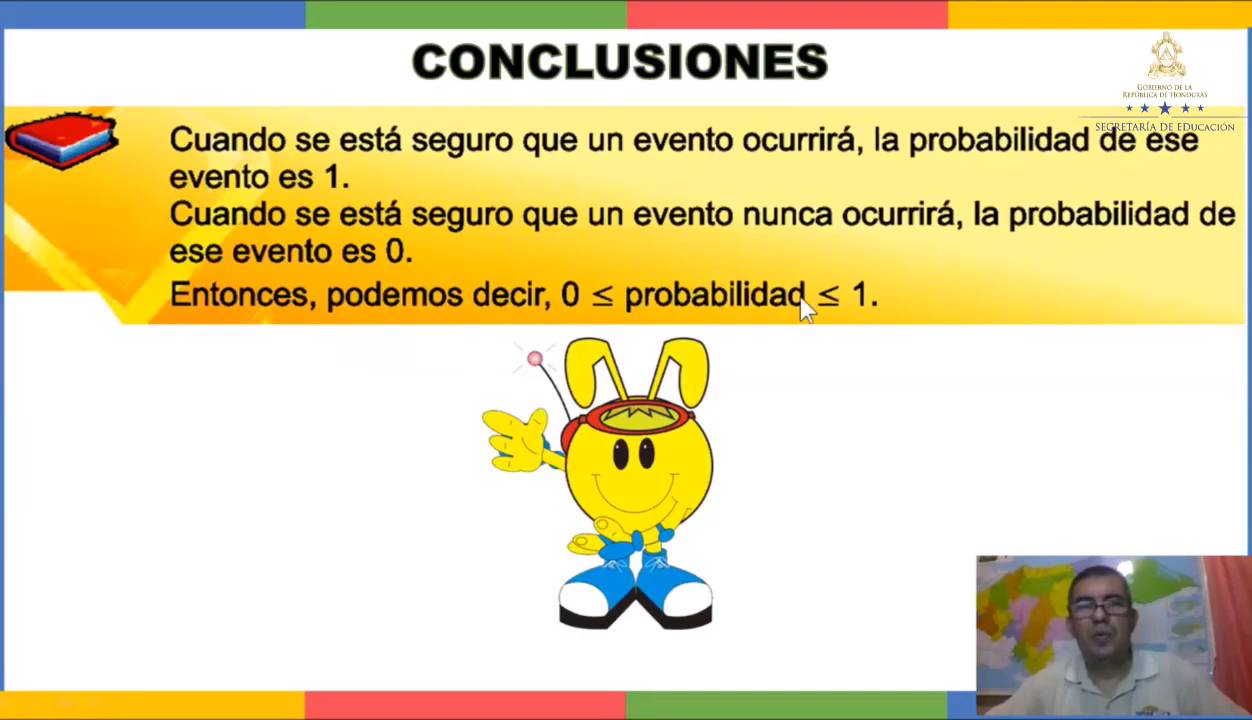 CONCLUSIONES
GOBIERNO DE LA
REPÚBLICA DE HONDURAS
SECRETARÍA DE EDUCACIÓN
Cuando se está seguro que un evento ocurrirá, la probabilidad de ese
evento es 1.
Cuando se está seguro que un evento nunca ocurrirá, la probabilidad de
ese evento es 0.
Entonces, podemos decir, 0 ≤ probabilidad ≤ 1.